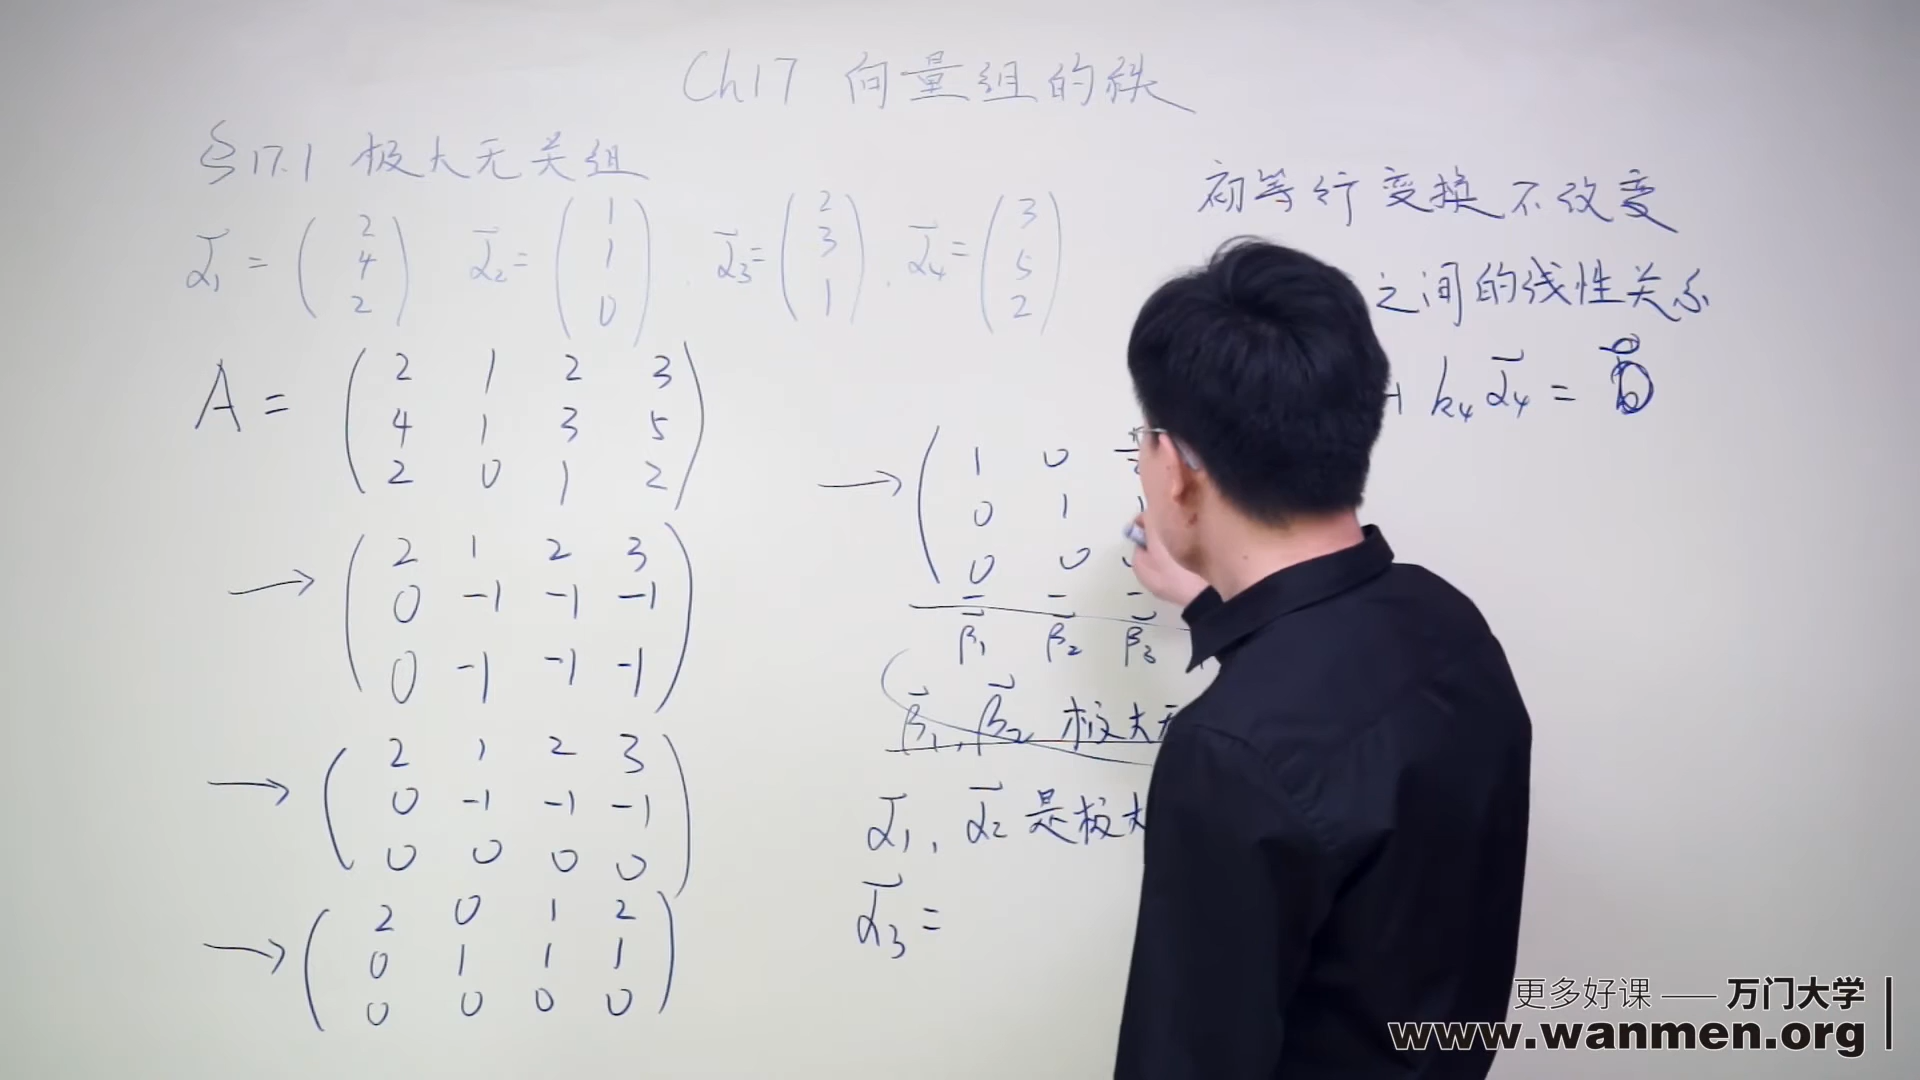 Ch17 向量组的秩
§17.1 极大无关组
α₁ = (2 4 2) α₂ = (1 1 0), α₃ = (2 3 1), α₄ = (3 5 2)
A =
2 1 2 3
4 1 3 5
2 0 1 2
→
2 1 2 3
0 -1 -1 -1
0 -1 -1 -1
→
2 1 2 3
0 -1 -1 -1
0 0 0 0
→
2 0 1 2
0 1 1 1
0 0 0 0
→
1 0
0 1 1
0 0
β₁ β₂ β₃
β₁, β₂ 极大
α₁, α₂ 是极大
α₃ =
初等行变换不改变
之间的线性关系
+ k₄α₄ =
更多好课 —— 万门大学
www.wanmen.org